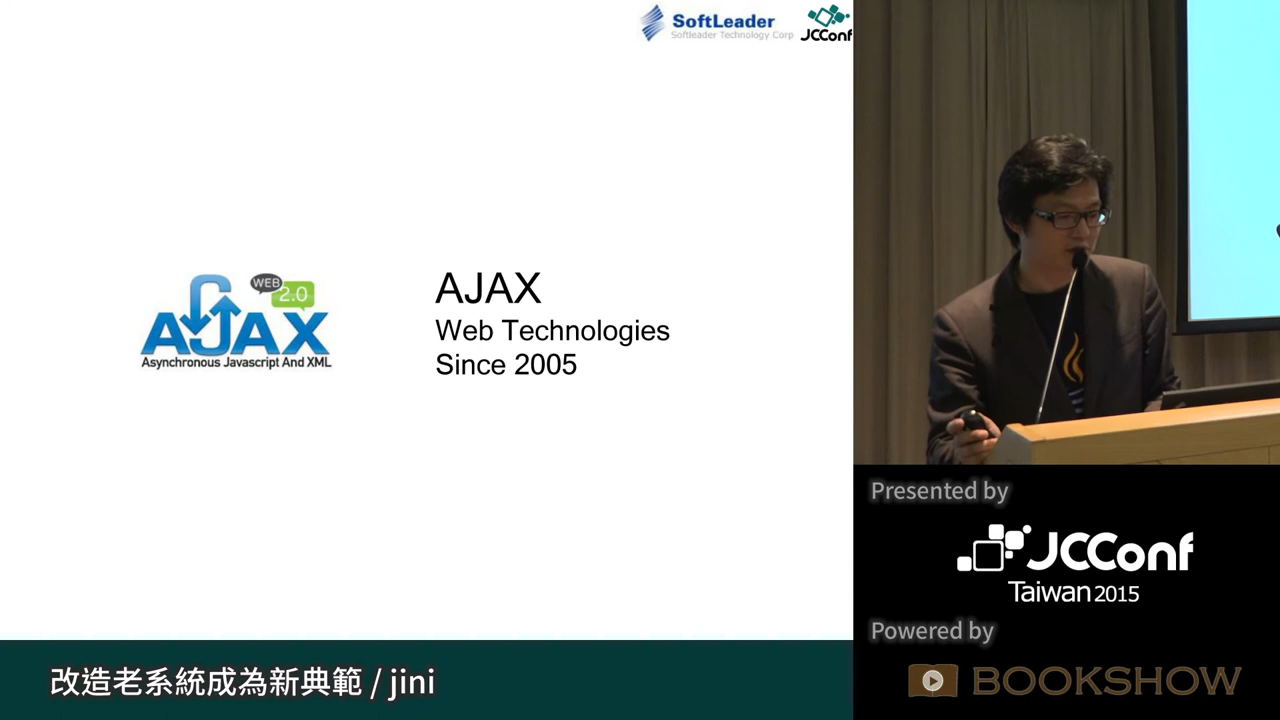 SoftLeader
Softleader Technology Corp
JCConf
WEB
2.0
AJAX
Asynchronous Javascript And XML
AJAX
Web Technologies
Since 2005
Presented by
JCConf
Taiwan 2015
Powered by
BOOKSHOW
改造老系統成為新典範 / jini